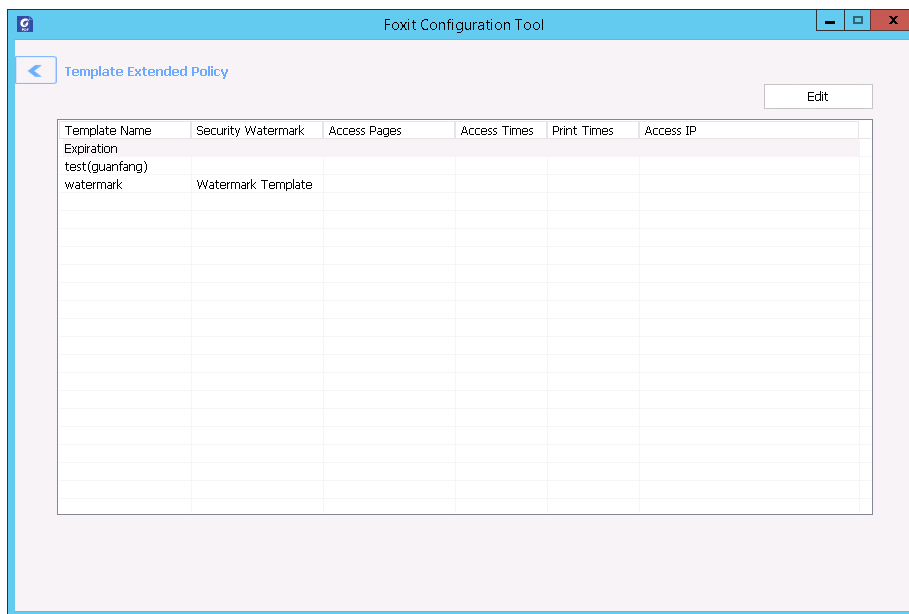 Foxit Configuration Tool
Template Extended Policy
Edit
Template Name Security Watermark Access Pages Access Times Print Times Access IP
Expiration
test(guanfang)
watermark Watermark Template